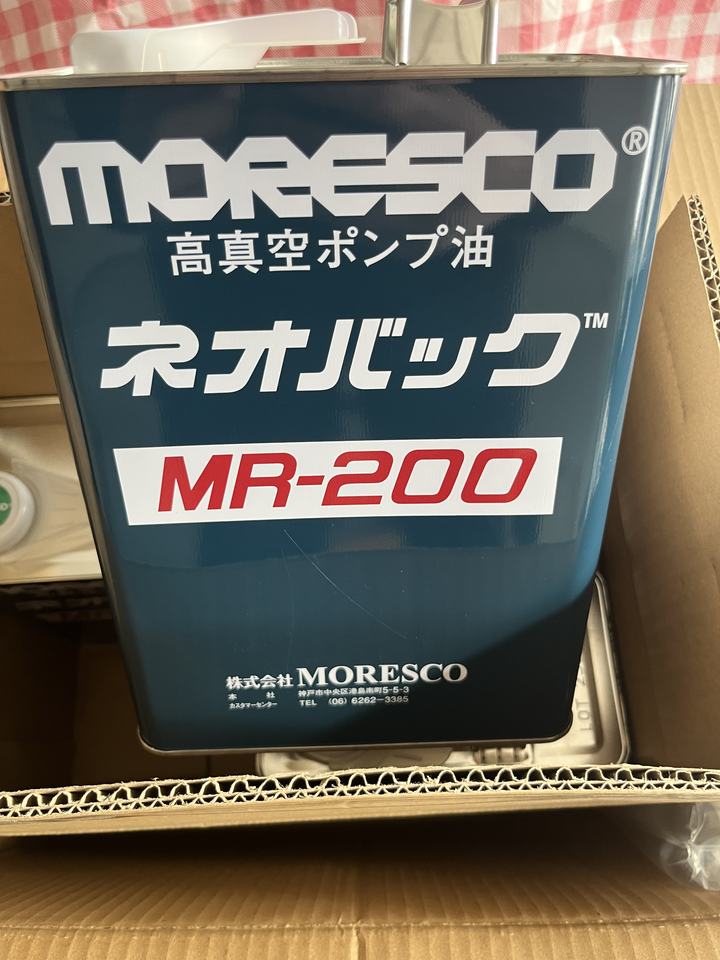 MORESCO®
高真空ポンプ油
ネオバック™
MR-200
株式会社 MORESCO
本 社 神戸市中央区港島南町5-5-3
カスタマーセンター TEL (06) 6262-3385
LOT